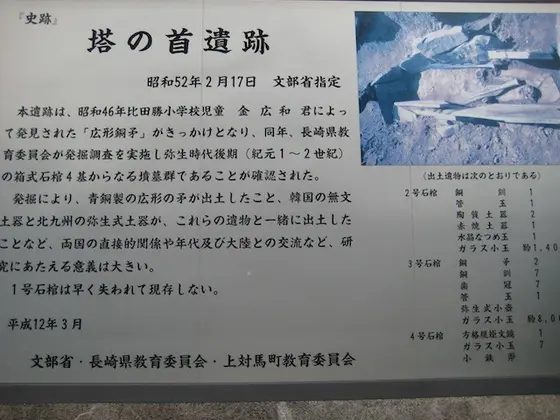 『史跡』
塔の首遺跡
昭和52年2月17日 文部省指定
本遺跡は、昭和46年比田勝小学校児童 金 広 和 君によっ
て発見された「広形銅矛」がきっかけとなり、同年、長崎県教
育委員会が発掘調査を実施し弥生時代後期（紀元1～2世紀）
の箱式石棺4基からなる墳墓群であることが確認された。
発掘により、青銅製の広形の矛が出土したこと、韓国の無文
土器と北九州の弥生式土器が、これらの遺物と一緒に出土し
たことなど、両国の直接的関係や年代及び大陸との交流など、研
究にあたえる意義は大きい。
1号石棺は早く失われて現存しない。
平成12年3月
文部省・長崎県教育委員会・上対馬町教育委員会
（出土遺物は次のとおりである）
2号石棺 銅釧 1
管玉 1
陶質土器 2
赤焼土器 1
水晶なつめ玉 1
ガラス小玉 約1,40
3号石棺 銅矛 2
銅釧 7
管玉 1
弥生式小壷
ガラス小玉 約8,0
4号石棺 方格規矩文鏡 1
ガラス小玉 7
小鉄